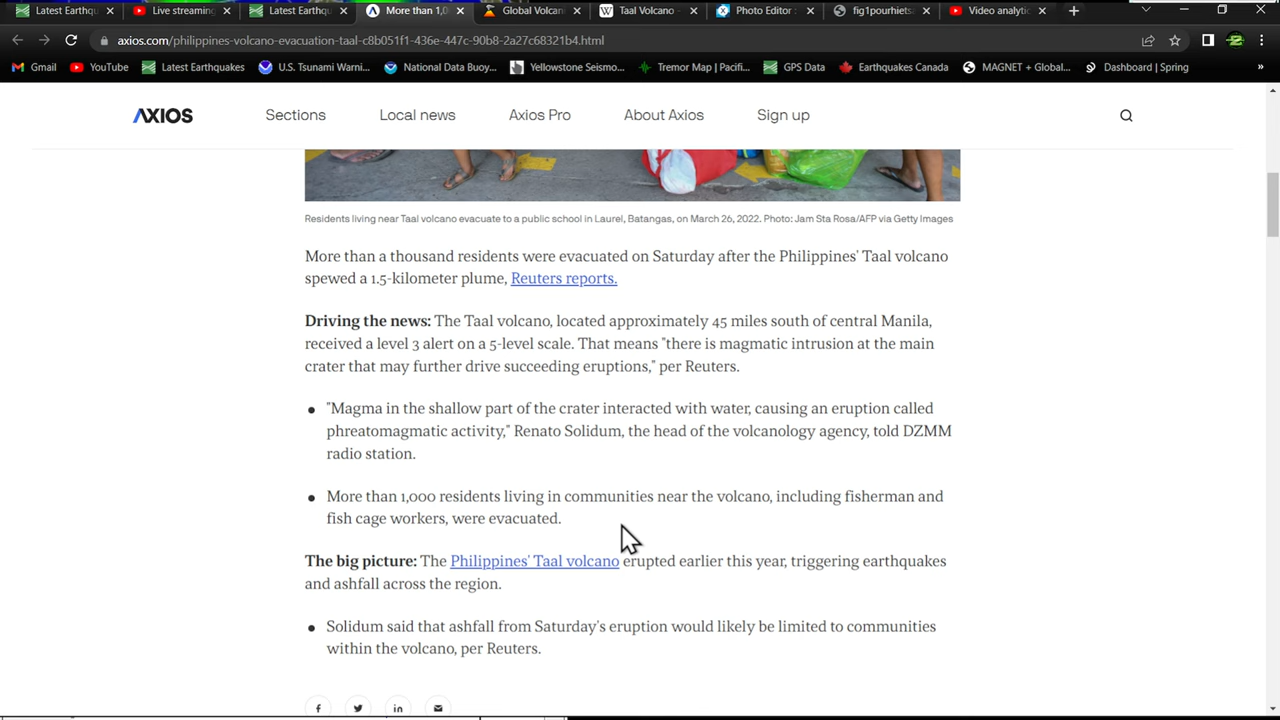 Latest Earthqu
Live streaming
Latest Earthqu
More than 1,0
Global Volcan
Taal Volcano -
Photo Editor :
fig1pourhiets
Video analytic
axios.com/philippines-volcano-evacuation-taal-c8b051f1-436e-447c-90b8-2a27c68321b4.html
Gmail
YouTube
Latest Earthquakes
U.S. Tsunami Warni...
National Data Buoy...
Yellowstone Seismo...
Tremor Map | Pacifi...
GPS Data
Earthquakes Canada
MAGNET + Global...
Dashboard | Spring
»
AXIOS
Sections
Local news
Axios Pro
About Axios
Sign up
Residents living near Taal volcano evacuate to a public school in Laurel, Batangas, on March 26, 2022. Photo: Jam Sta Rosa/AFP via Getty Images
More than a thousand residents were evacuated on Saturday after the Philippines' Taal volcano
spewed a 1.5-kilometer plume, Reuters reports.
Driving the news: The Taal volcano, located approximately 45 miles south of central Manila,
received a level 3 alert on a 5-level scale. That means "there is magmatic intrusion at the main
crater that may further drive succeeding eruptions," per Reuters.
"Magma in the shallow part of the crater interacted with water, causing an eruption called
phreatomagmatic activity," Renato Solidum, the head of the volcanology agency, told DZMM
radio station.
More than 1,000 residents living in communities near the volcano, including fisherman and
fish cage workers, were evacuated.
The big picture: The Philippines' Taal volcano erupted earlier this year, triggering earthquakes
and ashfall across the region.
Solidum said that ashfall from Saturday's eruption would likely be limited to communities
within the volcano, per Reuters.